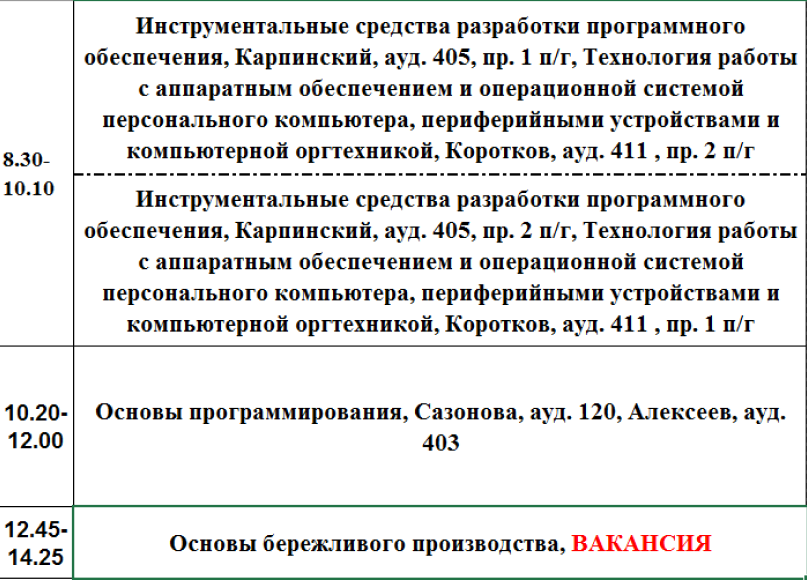 8.30-
10.10
Инструментальные средства разработки программного
обеспечения, Карпинский, ауд. 405, пр. 1 п/г, Технология работы
с аппаратным обеспечением и операционной системой
персонального компьютера, периферийными устройствами и
компьютерной оргтехникой, Коротков, ауд. 411 , пр. 2 п/г
Инструментальные средства разработки программного
обеспечения, Карпинский, ауд. 405, пр. 2 п/г, Технология работы
с аппаратным обеспечением и операционной системой
персонального компьютера, периферийными устройствами и
компьютерной оргтехникой, Коротков, ауд. 411 , пр. 1 п/г
10.20-
12.00
Основы программирования, Сазонова, ауд. 120, Алексеев, ауд.
403
12.45-
14.25
Основы бережливого производства, ВАКАНСИЯ